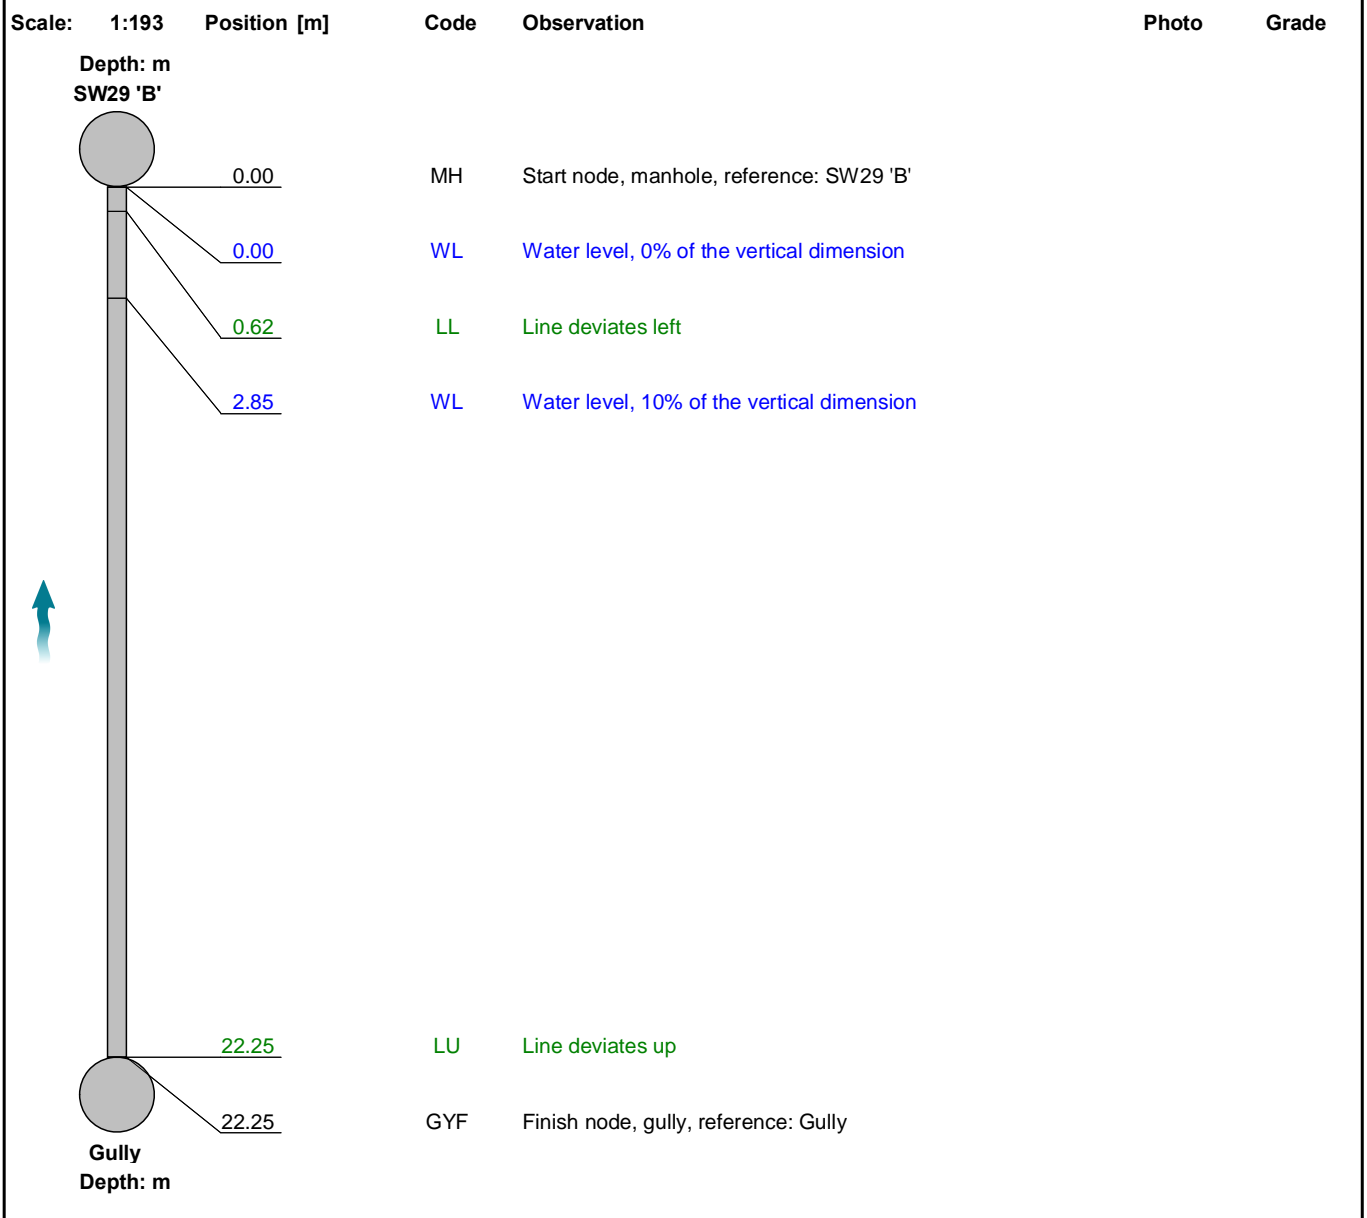 Scale: 1:193 Position [m] Code Observation Photo Grade
Depth: m
SW29 'B'
0.00 MH Start node, manhole, reference: SW29 'B'
0.00 WL Water level, 0% of the vertical dimension
0.62 LL Line deviates left
2.85 WL Water level, 10% of the vertical dimension
22.25 LU Line deviates up
22.25 GYF Finish node, gully, reference: Gully
Gully
Depth: m